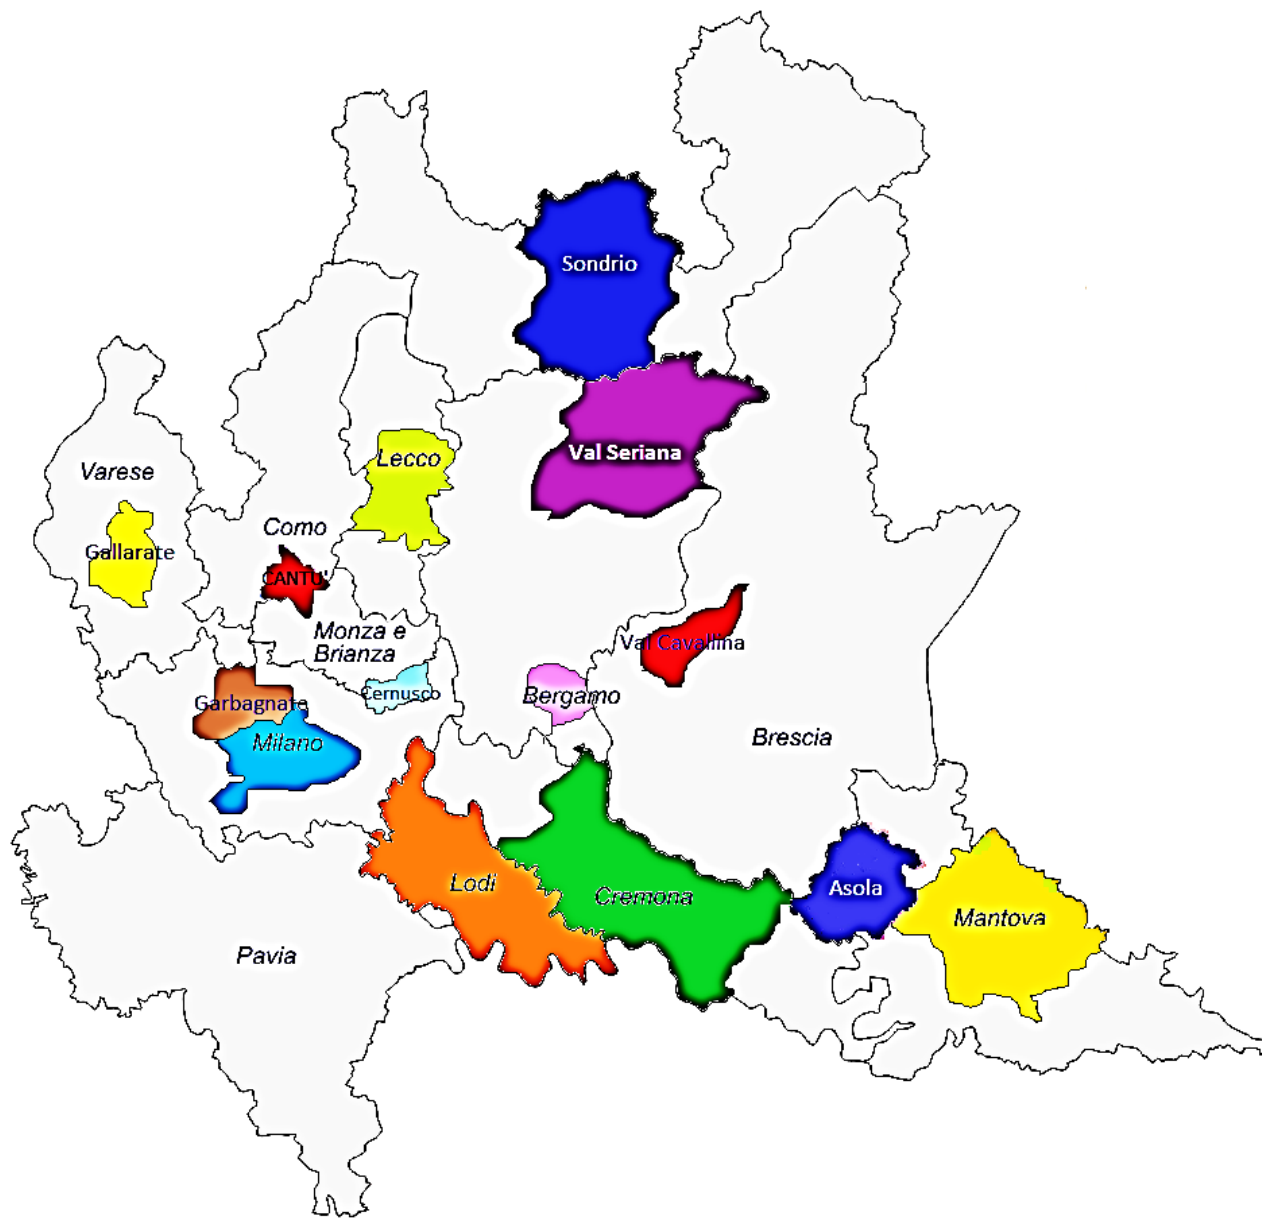 Sondrio
Val Seriana
Lecco
Varese
Como
Gallarate
CANTU'
Monza e
Brianza
Val Cavallina
Cernusco
Bergamo
Garbagnate
Milano
Brescia
Lodi
Cremona
Asola
Mantova
Pavia